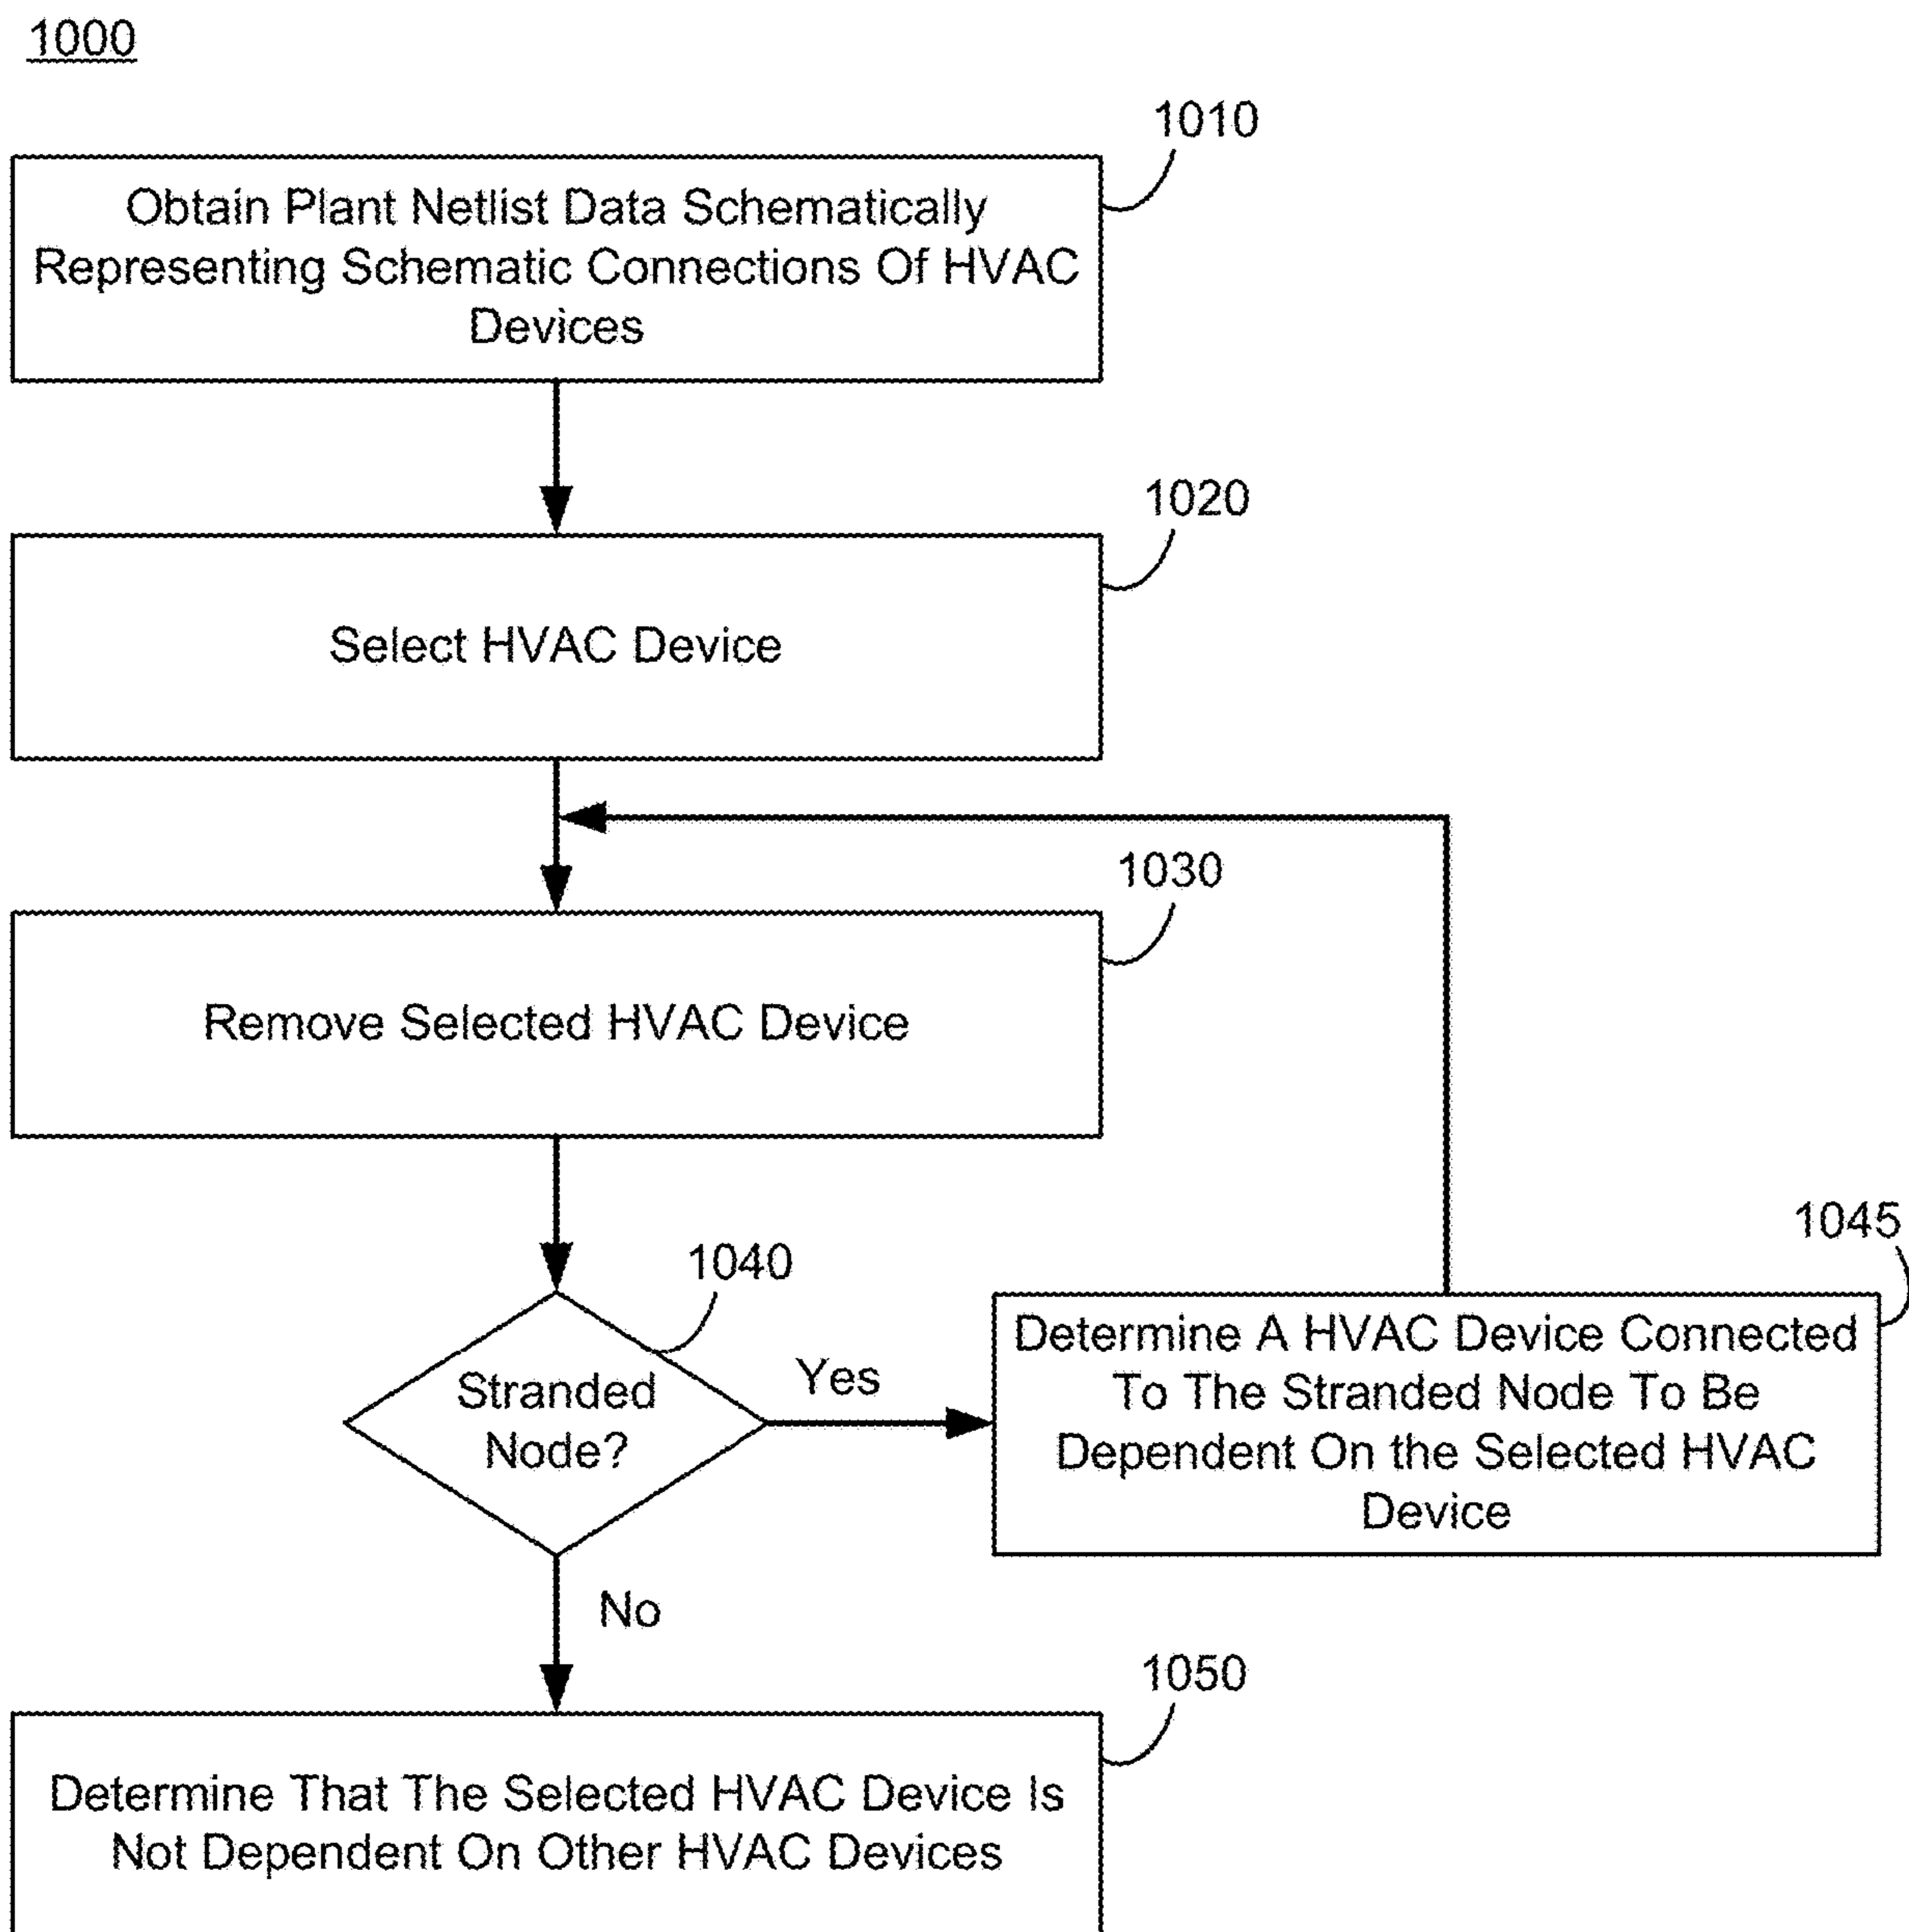 1000
1010
Obtain Plant Netlist Data Schematically
Representing Schematic Connections Of HVAC
Devices
1020
Select HVAC Device
1030
Remove Selected HVAC Device
1040
Stranded
Node?
Yes
1045
Determine A HVAC Device Connected
To The Stranded Node To Be
Dependent On the Selected HVAC
Device
No
1050
Determine That The Selected HVAC Device Is
Not Dependent On Other HVAC Devices